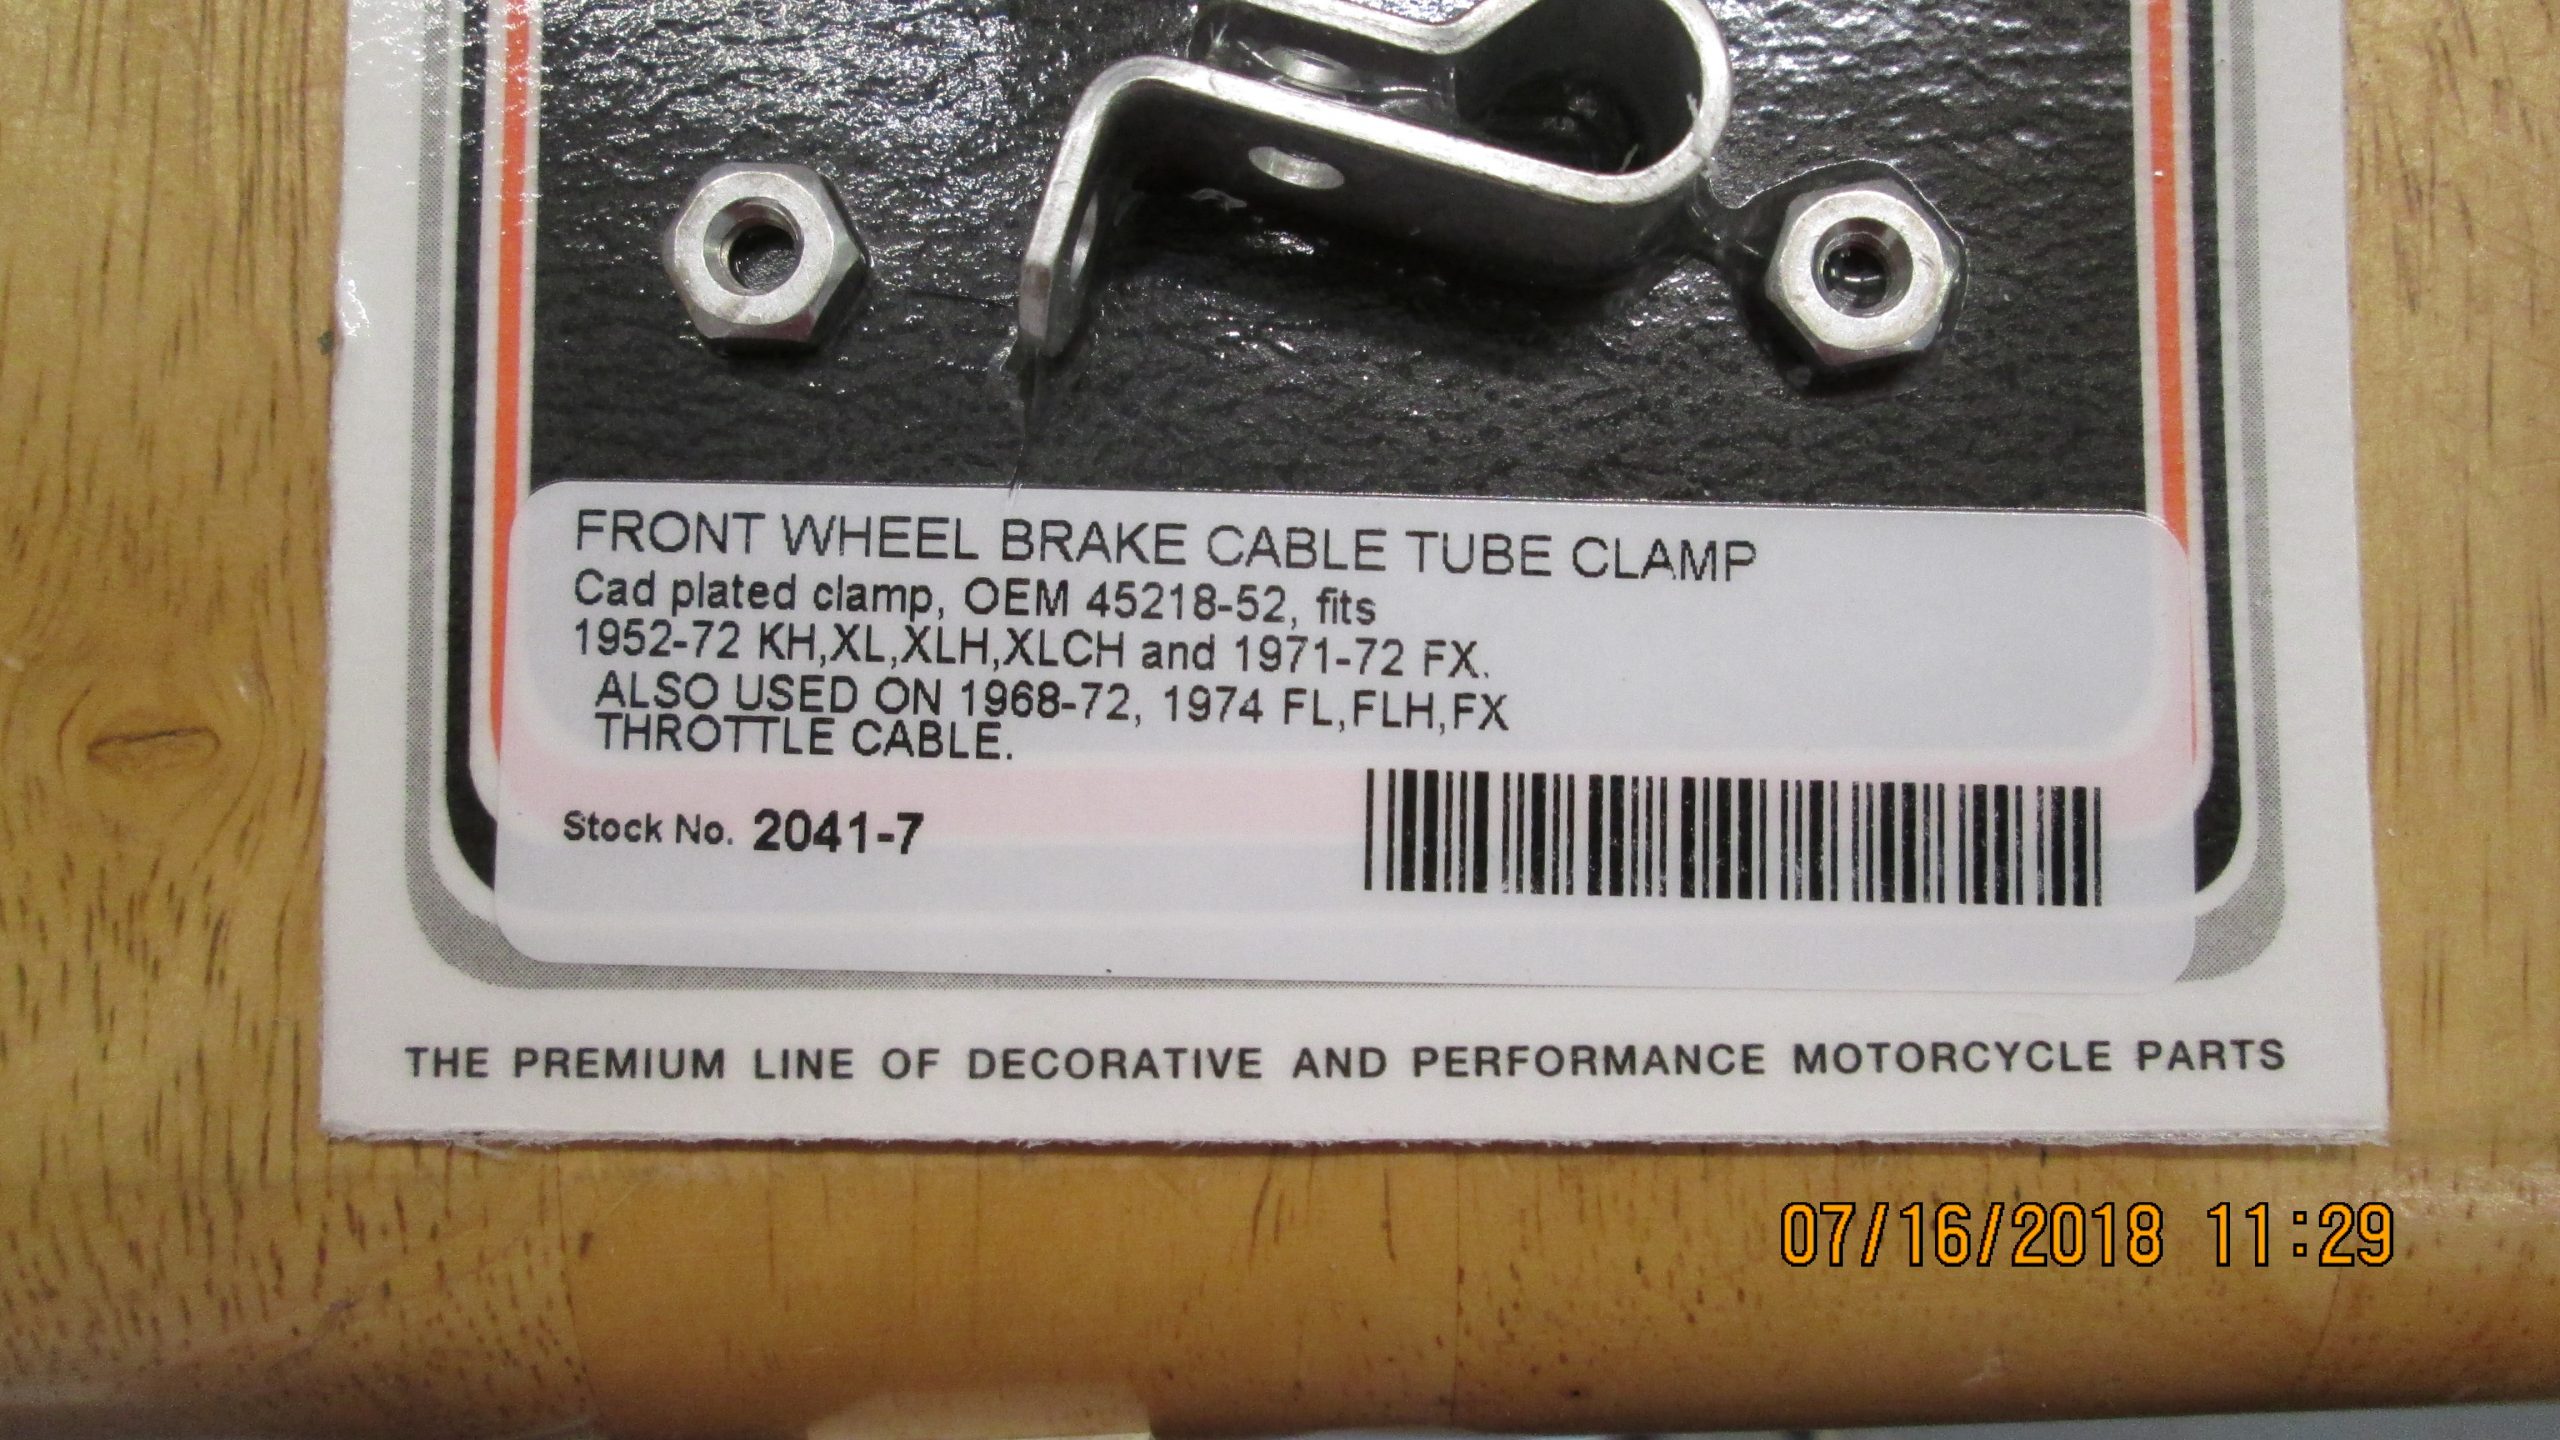 FRONT WHEEL BRAKE CABLE TUBE CLAMP
Cad plated clamp, OEM 45218-52, fits
1952-72 KH,XL,XLH,XLCH and 1971-72 FX.
ALSO USED ON 1968-72, 1974 FL,FLH,FX
THROTTLE CABLE.
Stock No. 2041-7
THE PREMIUM LINE OF DECORATIVE AND PERFORMANCE MOTORCYCLE PARTS
07/16/2018 11:29